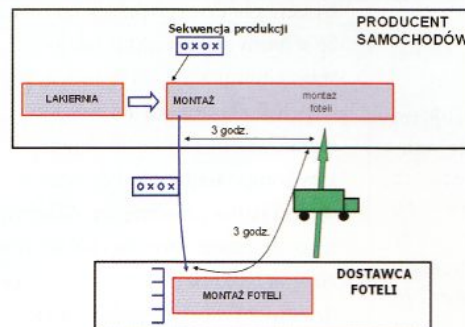 PRODUCENT
SAMOCHODÓW
Sekwencja produkcji
OXOX
LAKIERNIA
MONTAŻ
montaż
foteli
3 godz.
OXOX
3 godz.
DOSTAWCA
FOTELI
MONTAŻ FOTELI